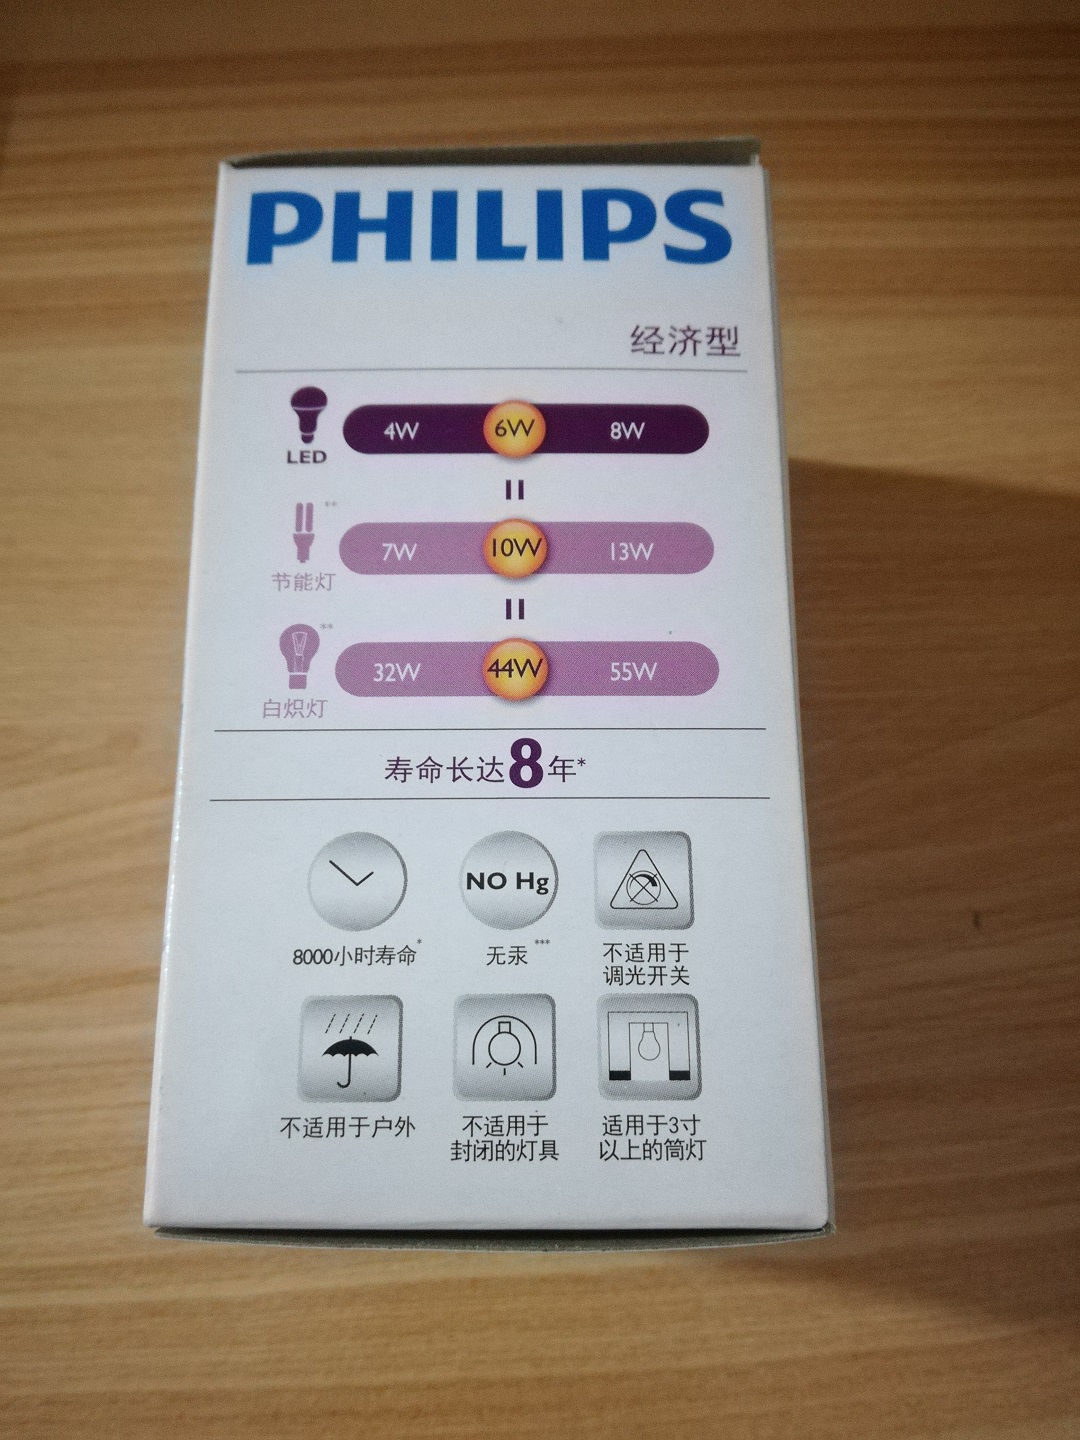 PHILIPS
经济型
4W 6W 8W
LED
=
**
7W 10W 13W
节能灯
=
**
32W 44W 55W
白炽灯
寿命长达8年*
NO Hg
8000小时寿命*
无汞***
不适用于
调光开关
不适用于户外
不适用于
封闭的灯具
适用于3寸
以上的筒灯